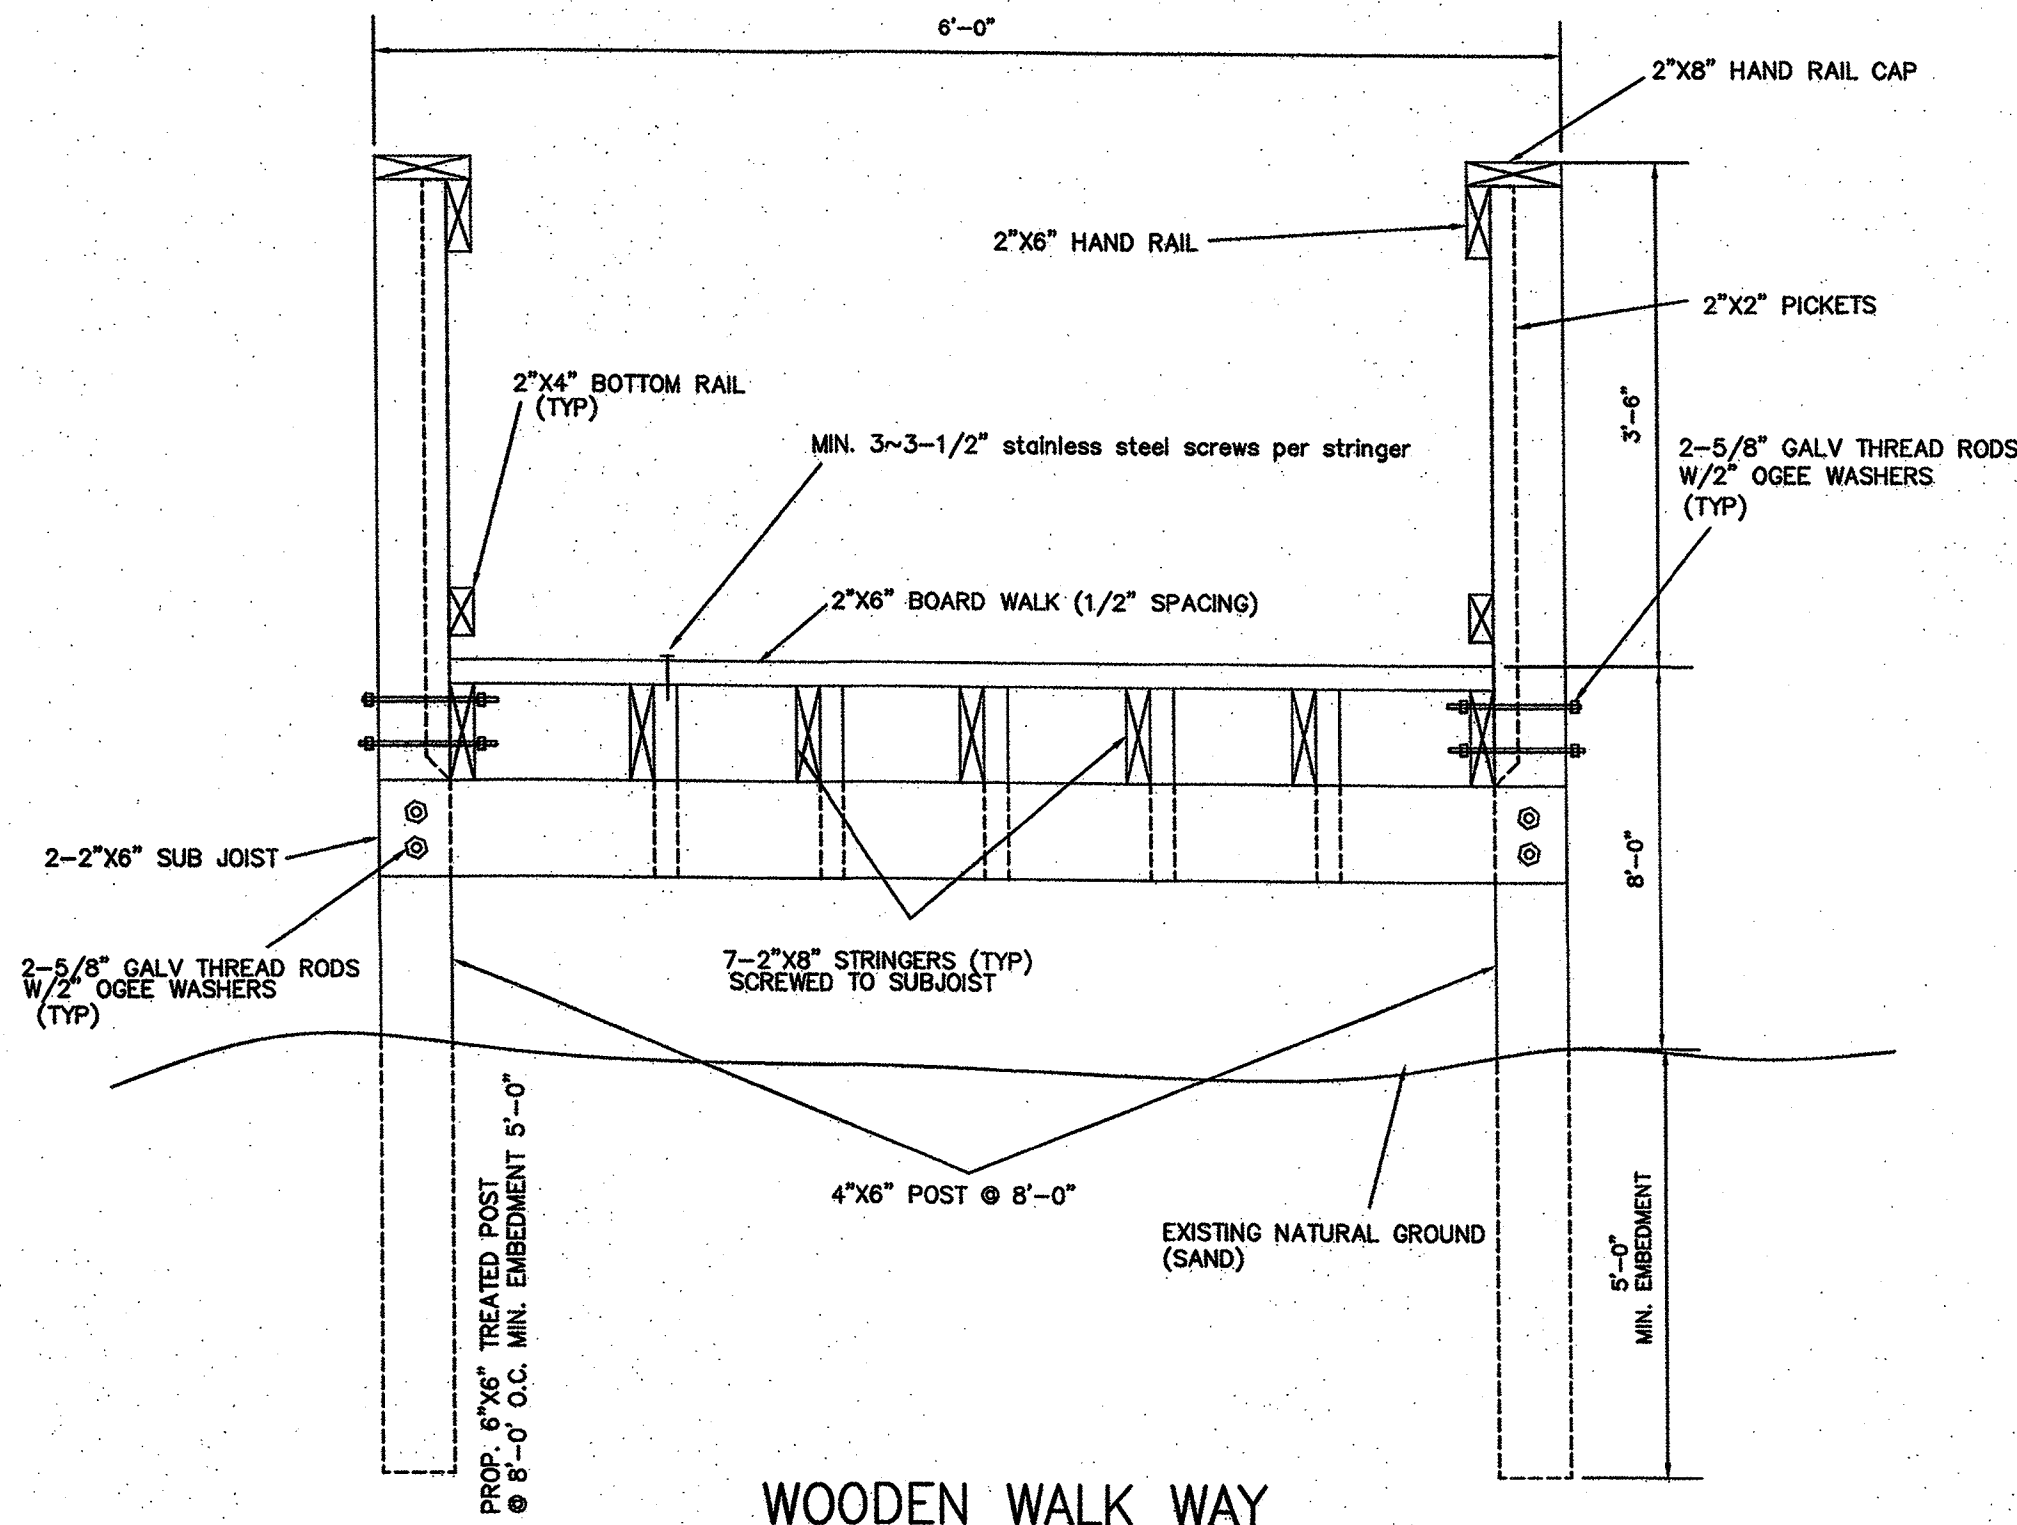 6'-0"
2"X8" HAND RAIL CAP
2"X6" HAND RAIL
2"X2" PICKETS
2"X4" BOTTOM RAIL
(TYP)
3'-6"
MIN. 3~3-1/2" stainless steel screws per stringer
2-5/8" GALV THREAD RODS
W/2" OGEE WASHERS
(TYP)
2"X6" BOARD WALK (1/2" SPACING)
2-2"X6" SUB JOIST
8'-0"
2-5/8" GALV THREAD RODS
W/2" OGEE WASHERS
(TYP)
7-2"X8" STRINGERS (TYP)
SCREWED TO SUBJOIST
PROP. 6"X6" TREATED POST
@ 8'-0' O.C. MIN. EMBEDMENT 5'-0"
4"X6" POST @ 8'-0"
EXISTING NATURAL GROUND
(SAND)
5'-0"
MIN. EMBEDMENT
WOODEN WALK WAY